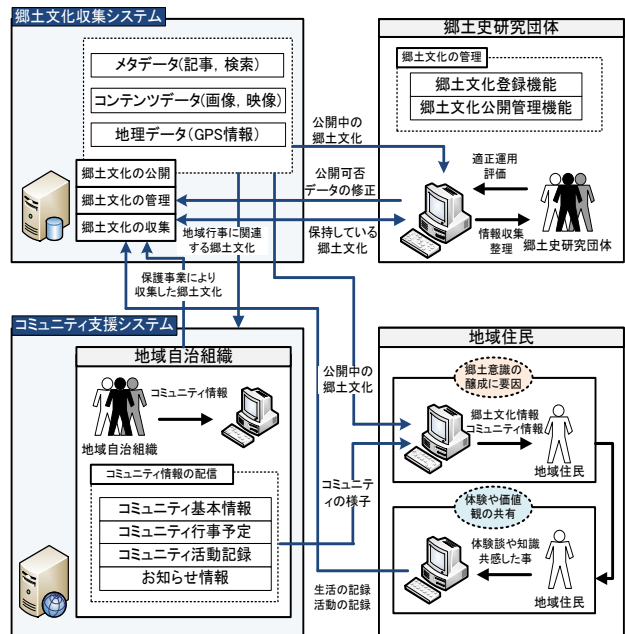 郷土文化収集システム
メタデータ(記事，検索)
コンテンツデータ(画像，映像)
地理データ(GPS情報)
郷土文化の公開
郷土文化の管理
郷土文化の収集
公開中の
郷土文化
公開可否
データの修正
地域行事に関連
する郷土文化
保持している
郷土文化
保護事業により
収集した郷土文化
郷土史研究団体
郷土文化の管理
郷土文化登録機能
郷土文化公開管理機能
適正運用
評価
情報収集
整理
郷土史研究団体
コミュニティ支援システム
地域自治組織
コミュニティ情報
地域自治組織
コミュニティ情報の配信
コミュニティ基本情報
コミュニティ行事予定
コミュニティ活動記録
お知らせ情報
公開中の
郷土文化
コミュニテ
ィの様子
生活の記録
活動の記録
地域住民
郷土意識の
醸成に要因
郷土文化情報
コミュニティ情報
地域住民
体験や価値
観の共有
体験談や知識
共感した事
地域住民